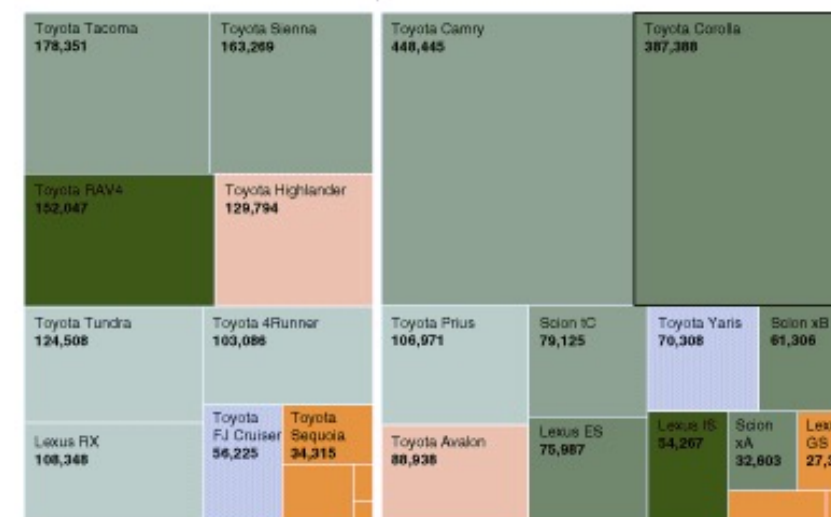 Toyota Tacoma
178,351
Toyota Sienna
163,269
Toyota Camry
448,445
Toyota Corolla
387,388
Toyota RAV4
152,047
Toyota Highlander
129,794
Toyota Tundra
124,508
Toyota 4Runner
103,086
Toyota Prius
106,971
Scion tC
79,125
Toyota Yaris
70,308
Scion xB
61,306
Lexus RX
108,348
Toyota
FJ Cruiser
56,225
Toyota
Sequoia
34,315
Toyota Avalon
88,938
Lexus ES
75,987
Lexus IS
54,267
Scion
xA
32,603
GS